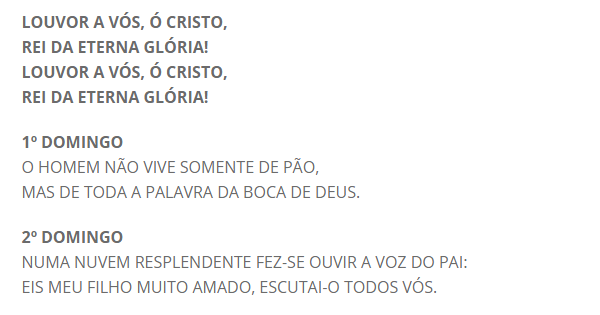 LOUVOR A VÓS, Ó CRISTO,
REI DA ETERNA GLÓRIA!
LOUVOR A VÓS, Ó CRISTO,
REI DA ETERNA GLÓRIA!
1º DOMINGO
O HOMEM NÃO VIVE SOMENTE DE PÃO,
MAS DE TODA A PALAVRA DA BOCA DE DEUS.
2º DOMINGO
NUMA NUVEM RESPLENDENTE FEZ-SE OUVIR A VOZ DO PAI:
EIS MEU FILHO MUITO AMADO, ESCUTAI-O TODOS VÓS.